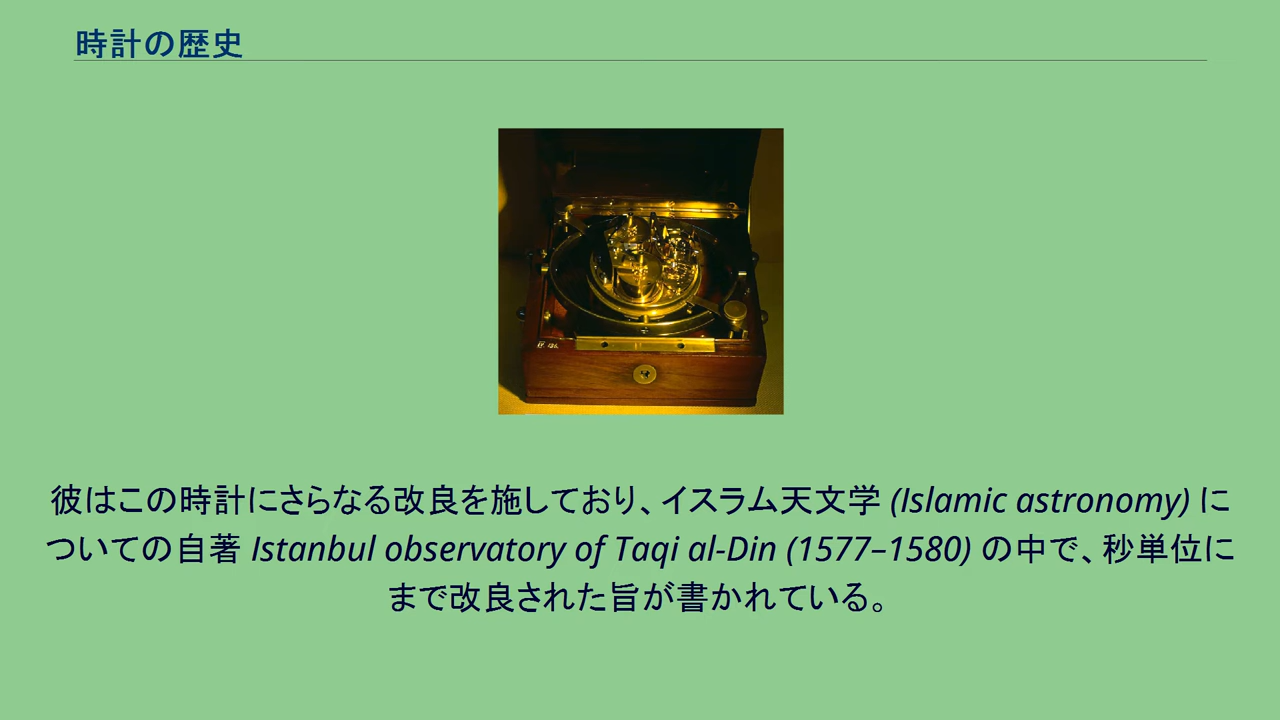 時計の歴史
彼はこの時計にさらなる改良を施しており、イスラム天文学 (Islamic astronomy) に
ついての自著 Istanbul observatory of Taqi al-Din (1577–1580) の中で、秒単位に
まで改良された旨が書かれている。